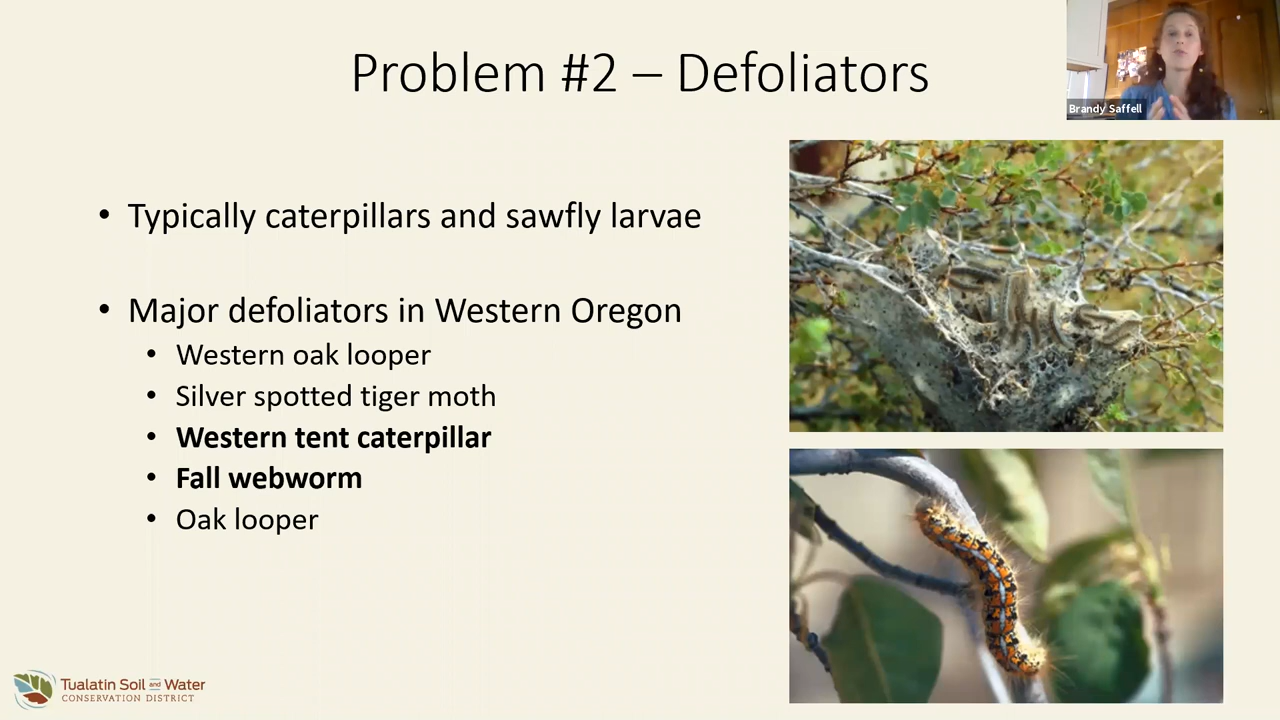 Problem #2 – Defoliators
Brandy Saffell
• Typically caterpillars and sawfly larvae
• Major defoliators in Western Oregon
• Western oak looper
• Silver spotted tiger moth
• Western tent caterpillar
• Fall webworm
• Oak looper
Tualatin Soil and Water
CONSERVATION DISTRICT